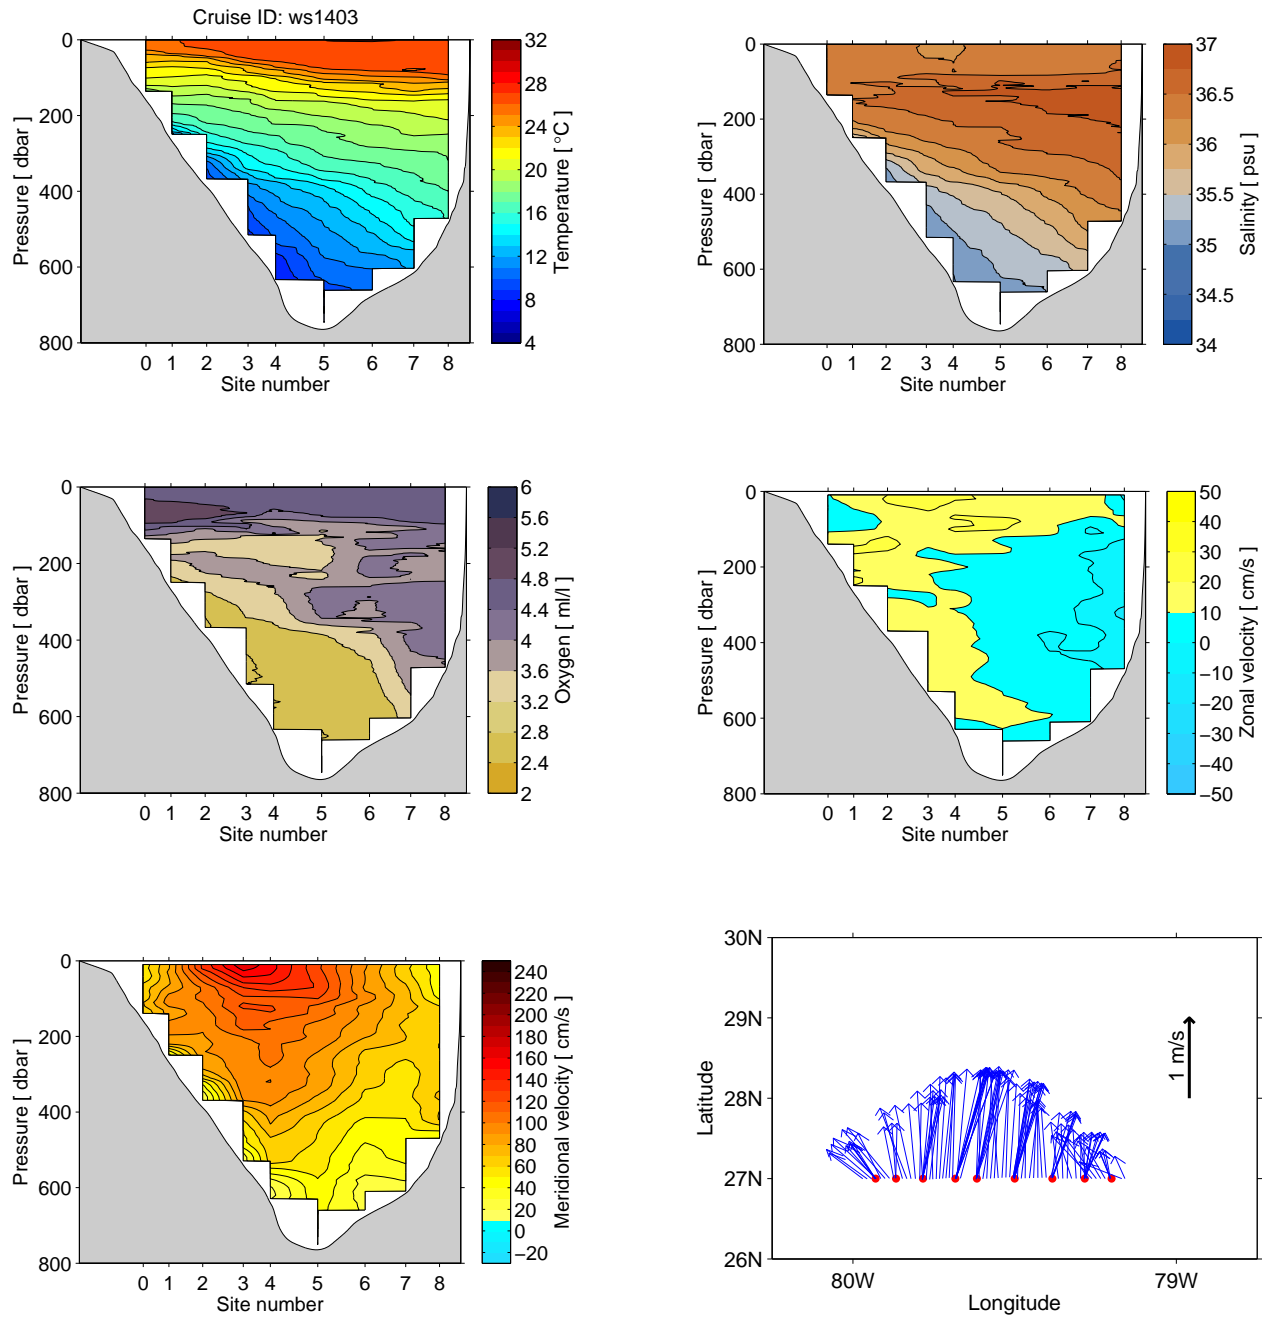 Cruise ID: ws1403
0
200
400
600
800
Pressure [ dbar]
0 1 2 3 4 5 6 7 8
Site number
32
28
24
20
16
12
8
4
Temperature [ °C]
0
200
400
600
800
Pressure [ dbar]
0 1 2 3 4 5 6 7 8
Site number
37
36.5
36
35.5
35
34.5
34
Salinity [ psu]
0
200
400
600
800
Pressure [ dbar]
0 1 2 3 4 5 6 7 8
Site number
6
5.6
5.2
4.8
4.4
4
3.6
3.2
2.8
2.4
2
Oxygen [ ml/l]
0
200
400
600
800
Pressure [ dbar]
0 1 2 3 4 5 6 7 8
Site number
50
40
30
20
10
0
−10
−20
−30
−40
−50
Zonal velocity [ cm/s]
0
200
400
600
800
Pressure [ dbar]
0 1 2 3 4 5 6 7 8
Site number
240
220
200
180
160
140
120
100
80
60
40
20
0
−20
Meridional velocity [ cm/s]
30N
29N
28N
27N
26N
Latitude
1 m/s
80W 79W
Longitude